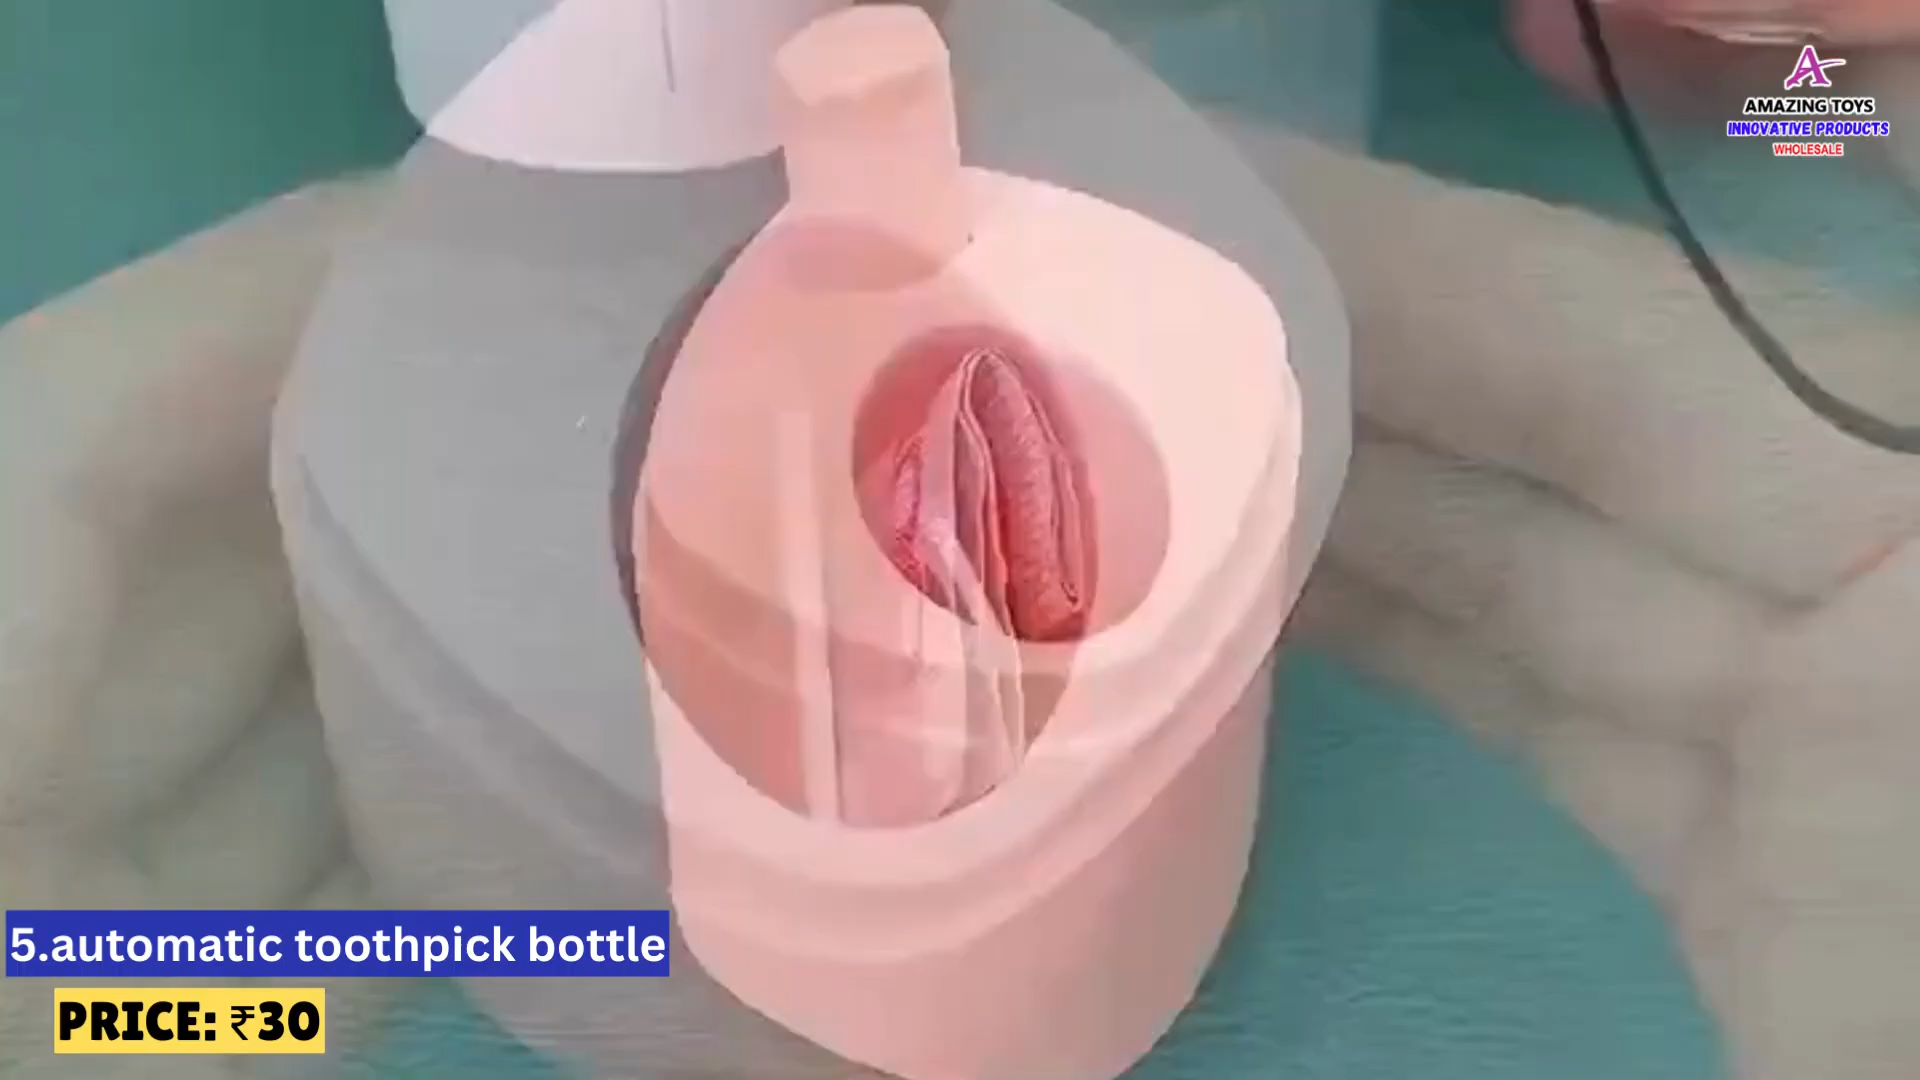 A
AMAZING TOYS
INNOVATIVE PRODUCTS
WHOLESALE
5.automatic toothpick bottle
PRICE: ₹30